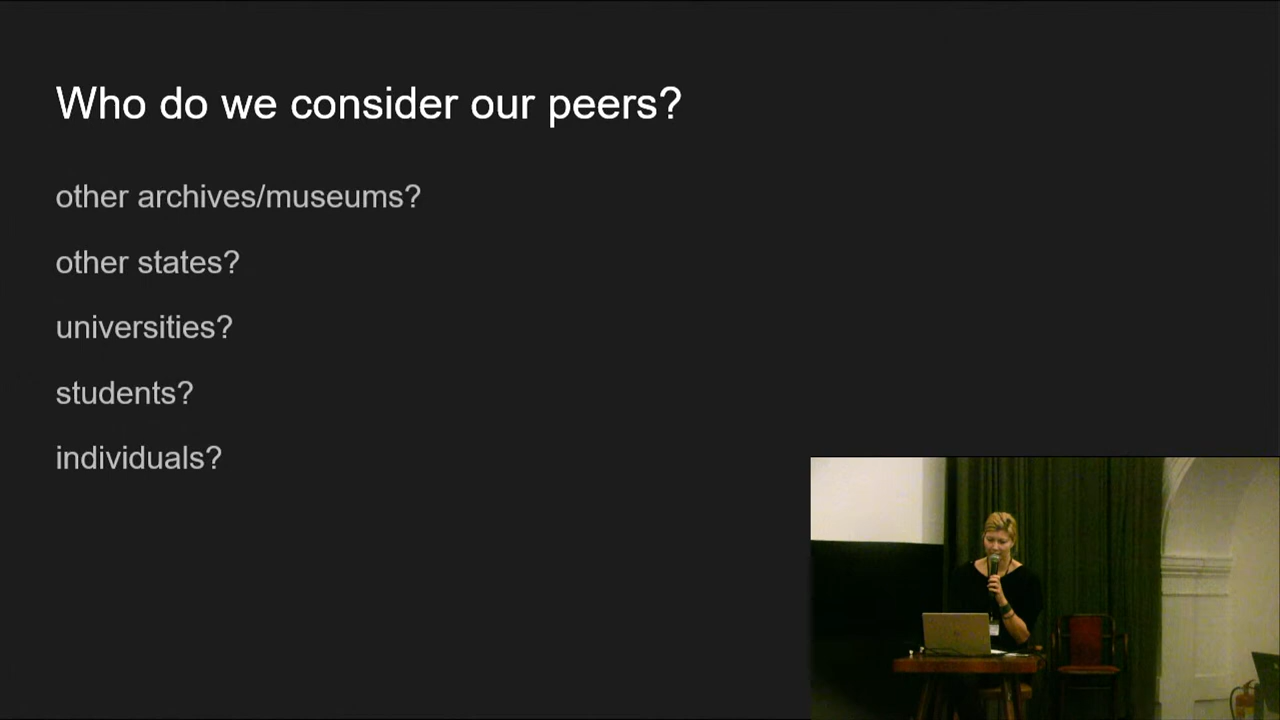 Who do we consider our peers?
other archives/museums?
other states?
universities?
students?
individuals?